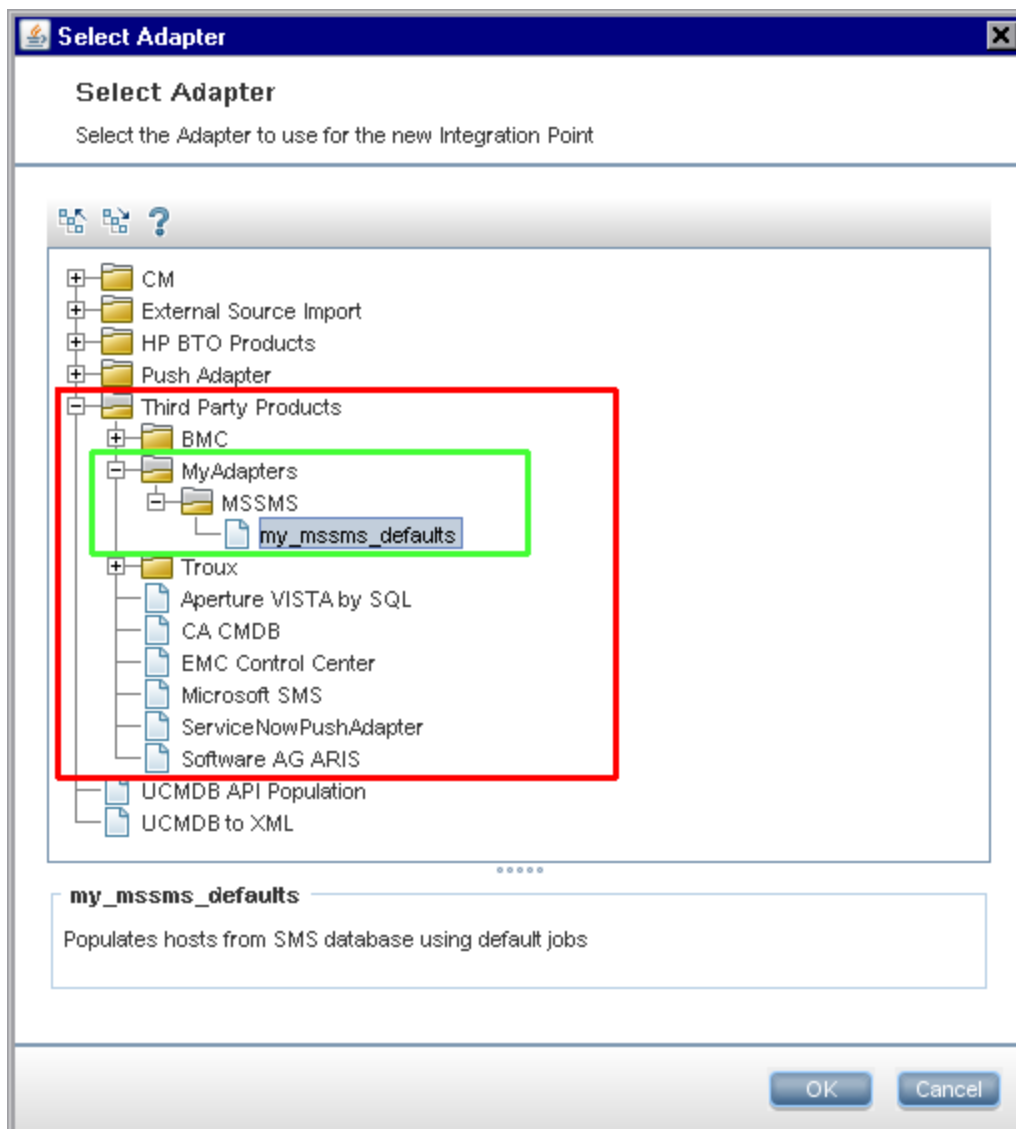 Select Adapter
Select Adapter
Select the Adapter to use for the new Integration Point
CM
External Source Import
HP BTO Products
Push Adapter
Third Party Products
BMC
MyAdapters
MSSMS
my_mssms_defaults
Troux
Aperture VISTA by SQL
CA CMDB
EMC Control Center
Microsoft SMS
ServiceNowPushAdapter
Software AG ARIS
UCMDB API Population
UCMDB to XML
my_mssms_defaults
Populates hosts from SMS database using default jobs
OK Cancel